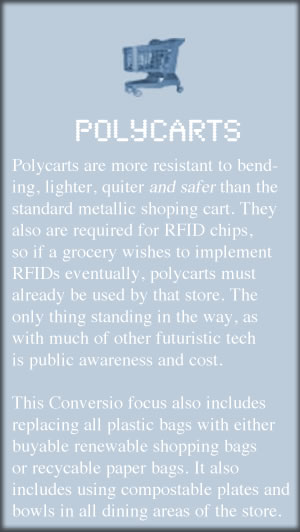 POLYCARTS
Polycarts are more resistant to bend-
ing, lighter, quiter and safer than the
standard metallic shoping cart. They
also are required for RFID chips,
so if a grocery wishes to implement
RFIDs eventually, polycarts must
already be used by that store. The
only thing standing in the way, as
with much of other futuristic tech
is public awareness and cost.
This Conversio focus also includes
replacing all plastic bags with either
buyable renewable shopping bags
or recycable paper bags. It also
includes using compostable plates and
bowls in all dining areas of the store.